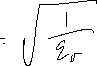 = √(1/ε₀)